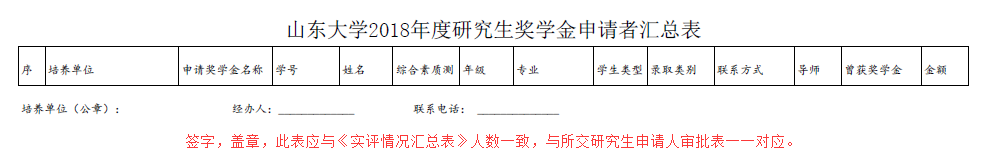 山东大学2018年度研究生奖学金申请者汇总表
序 培养单位 申请奖学金名称 学号 姓名 综合素质测 年级 专业 学生类型 录取类别 联系方式 导师 曾获奖学金 金额
培养单位（公章）： 经办人：__________ 联系电话：___________
签字，盖章，此表应与《实评情况汇总表》人数一致，与所交研究生申请人审批表一一对应。